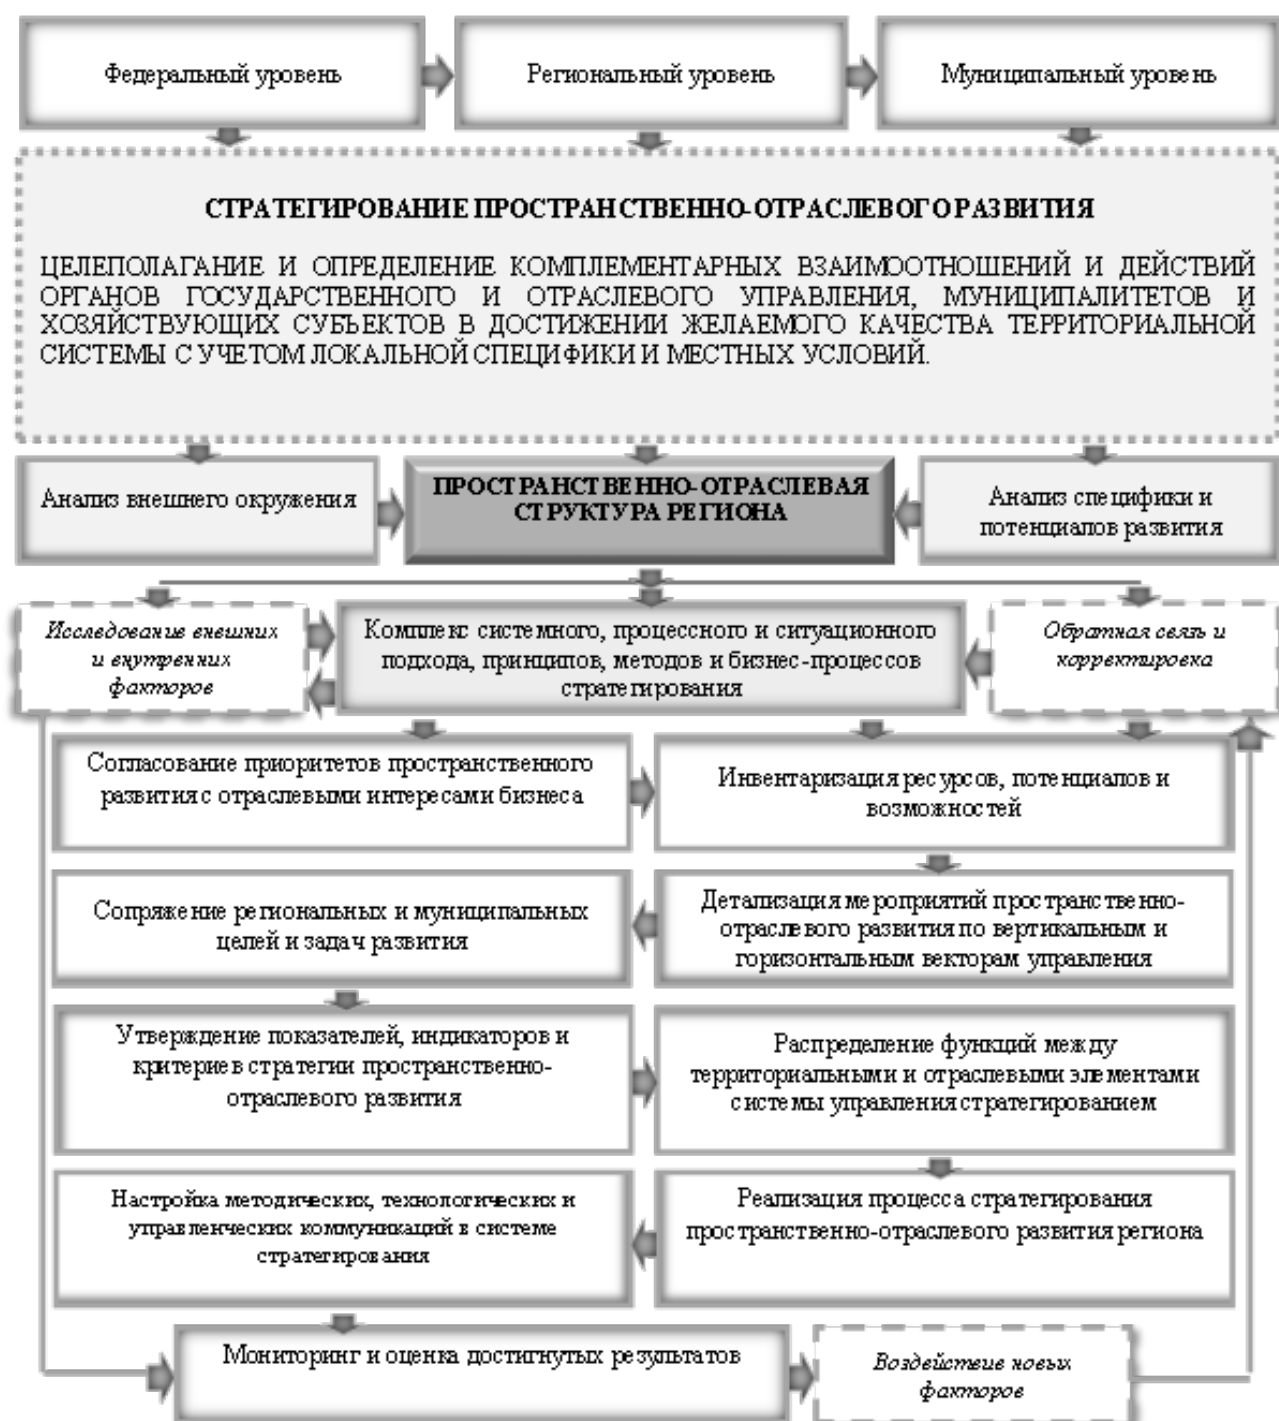 Федеральный уровень
Региональный уровень
Муниципальный уровень
СТРАТЕГИРОВАНИЕ ПРОСТРАНСТВЕННО-ОТРАСЛЕВОГО РАЗВИТИЯ
ЦЕЛЕПОЛАГАНИЕ И ОПРЕДЕЛЕНИЕ КОМПЛЕМЕНТАРНЫХ ВЗАИМООТНОШЕНИЙ И ДЕЙСТВИЙ
ОРГАНОВ ГОСУДАРСТВЕННОГО И ОТРАСЛЕВОГО УПРАВЛЕНИЯ, МУНИЦИПАЛИТЕТОВ И
ХОЗЯЙСТВУЮЩИХ СУБЪЕКТОВ В ДОСТИЖЕНИИ ЖЕЛАЕМОГО КАЧЕСТВА ТЕРРИТОРИАЛЬНОЙ
СИСТЕМЫ С УЧЕТОМ ЛОКАЛЬНОЙ СПЕЦИФИКИ И МЕСТНЫХ УСЛОВИЙ.
Анализ внешнего окружения
ПРОСТРАНСТВЕННО-ОТРАСЛЕВАЯ
СТРУКТУРА РЕГИОНА
Анализ специфики и
потенциалов развития
Исследование внешних
и внутренних
факторов
Комплекс системного, процессного и ситуационного
подхода, принципов, методов и бизнес-процессов
стратегирования
Обратная связь и
корректировка
Согласование приоритетов пространственного
развития с отраслевыми интересами бизнеса
Инвентаризация ресурсов, потенциалов и
возможностей
Сопряжение региональных и муниципальных
целей и задач развития
Детализация мероприятий пространственно-
отраслевого развития по вертикальным и
горизонтальным векторам управления
Утверждение показателей, индикаторов и
критериев стратегии пространственно-
отраслевого развития
Распределение функций между
территориальными и отраслевыми элементами
системы управления стратегированием
Настройка методических, технологических и
управленческих коммуникаций в системе
стратегирования
Реализация процесса стратегирования
пространственно-отраслевого развития региона
Мониторинг и оценка достигнутых результатов
Воздействие новых
факторов